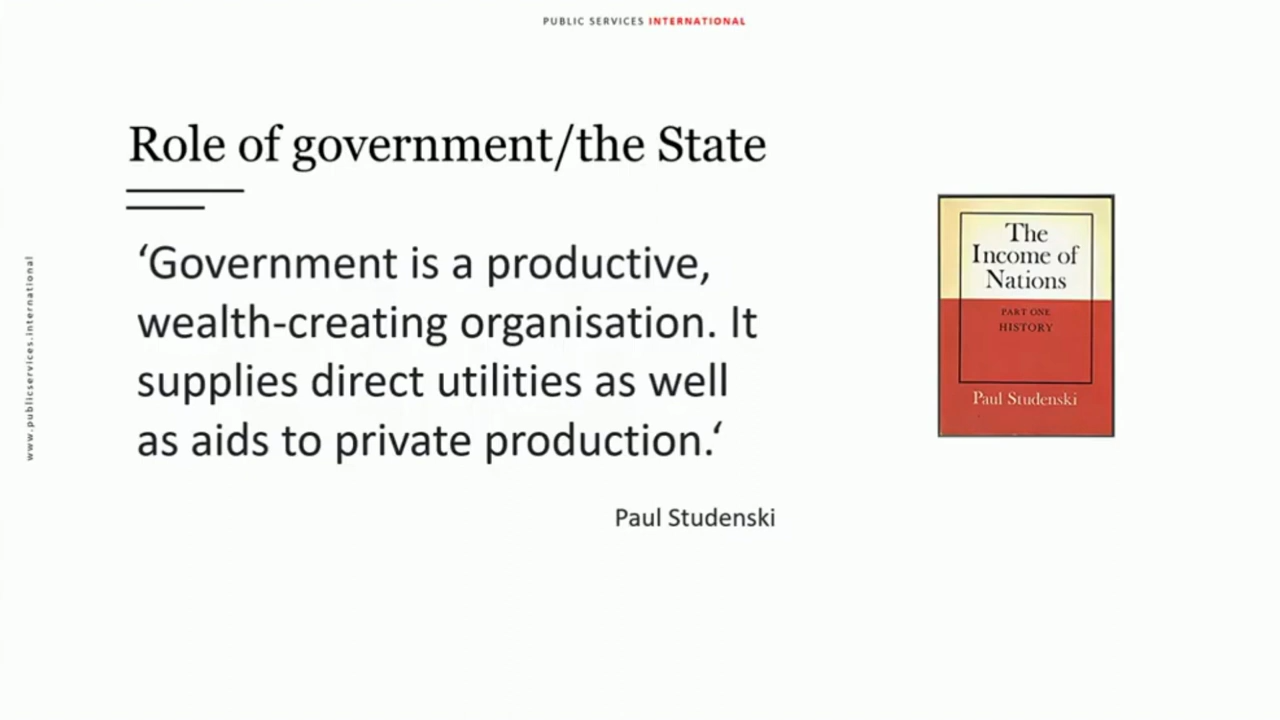 PUBLIC SERVICES INTERNATIONAL
Role of government/the State
‘Government is a productive,
wealth-creating organisation. It
supplies direct utilities as well
as aids to private production.‘
Paul Studenski
The
Income of
Nations
PART ONE
HISTORY
Paul Studenski
www.publicservices.international